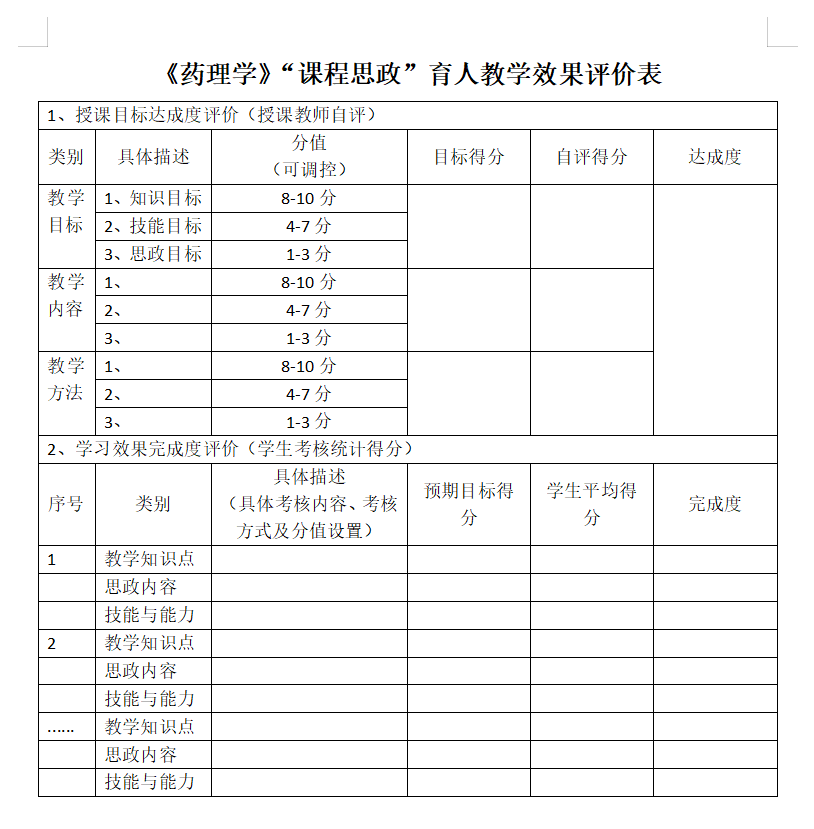 《药理学》“课程思政”育人教学效果评价表
1、授课目标达成度评价（授课教师自评）
类别 具体描述 分值 目标得分 自评得分 达成度
（可调控）
教学 1、知识目标 8-10 分
目标 2、技能目标 4-7 分
3、思政目标 1-3 分
教学 1、 8-10 分
内容 2、 4-7 分
3、 1-3 分
教学 1、 8-10 分
方法 2、 4-7 分
3、 1-3 分
2、学习效果完成度评价（学生考核统计得分）
序号 类别 具体描述 预期目标得 学生平均得 完成度
（具体考核内容、考核 分 分
方式及分值设置）
1 教学知识点
思政内容
技能与能力
2 教学知识点
思政内容
技能与能力
…… 教学知识点
思政内容
技能与能力